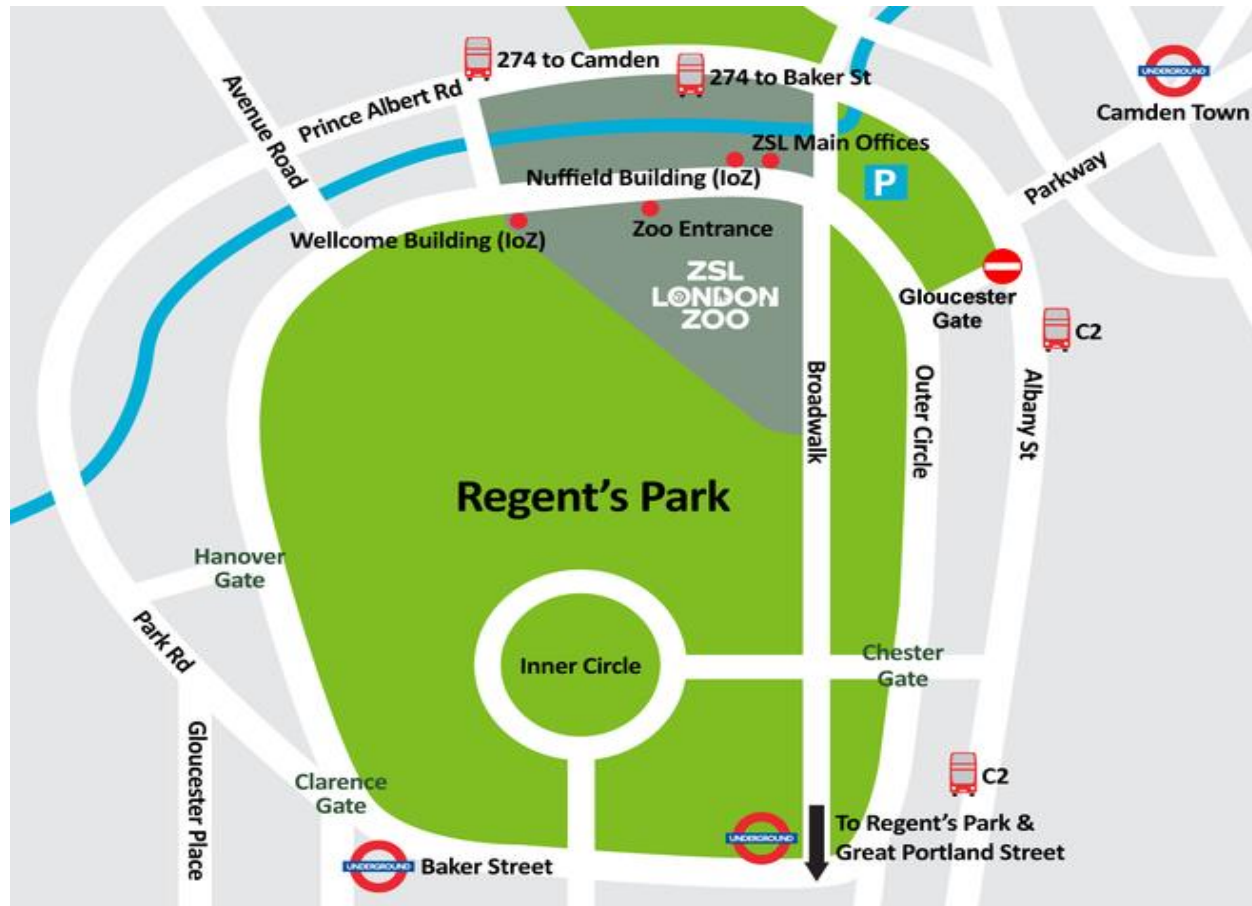 274 to Camden
274 to Baker St
UNDERGROUND
Camden Town
Avenue Road
Prince Albert Rd
ZSL Main Offices
Nuffield Building (IoZ)
P
Parkway
Wellcome Building (IoZ)
Zoo Entrance
ZSL
LONDON
ZOO
Gloucester
Gate
C2
Broadwalk
Outer Circle
Albany St
Regent's Park
Hanover
Gate
Park Rd
Inner Circle
Chester
Gate
Gloucester Place
Clarence
Gate
C2
UNDERGROUND
Baker Street
UNDERGROUND
To Regent's Park &
Great Portland Street